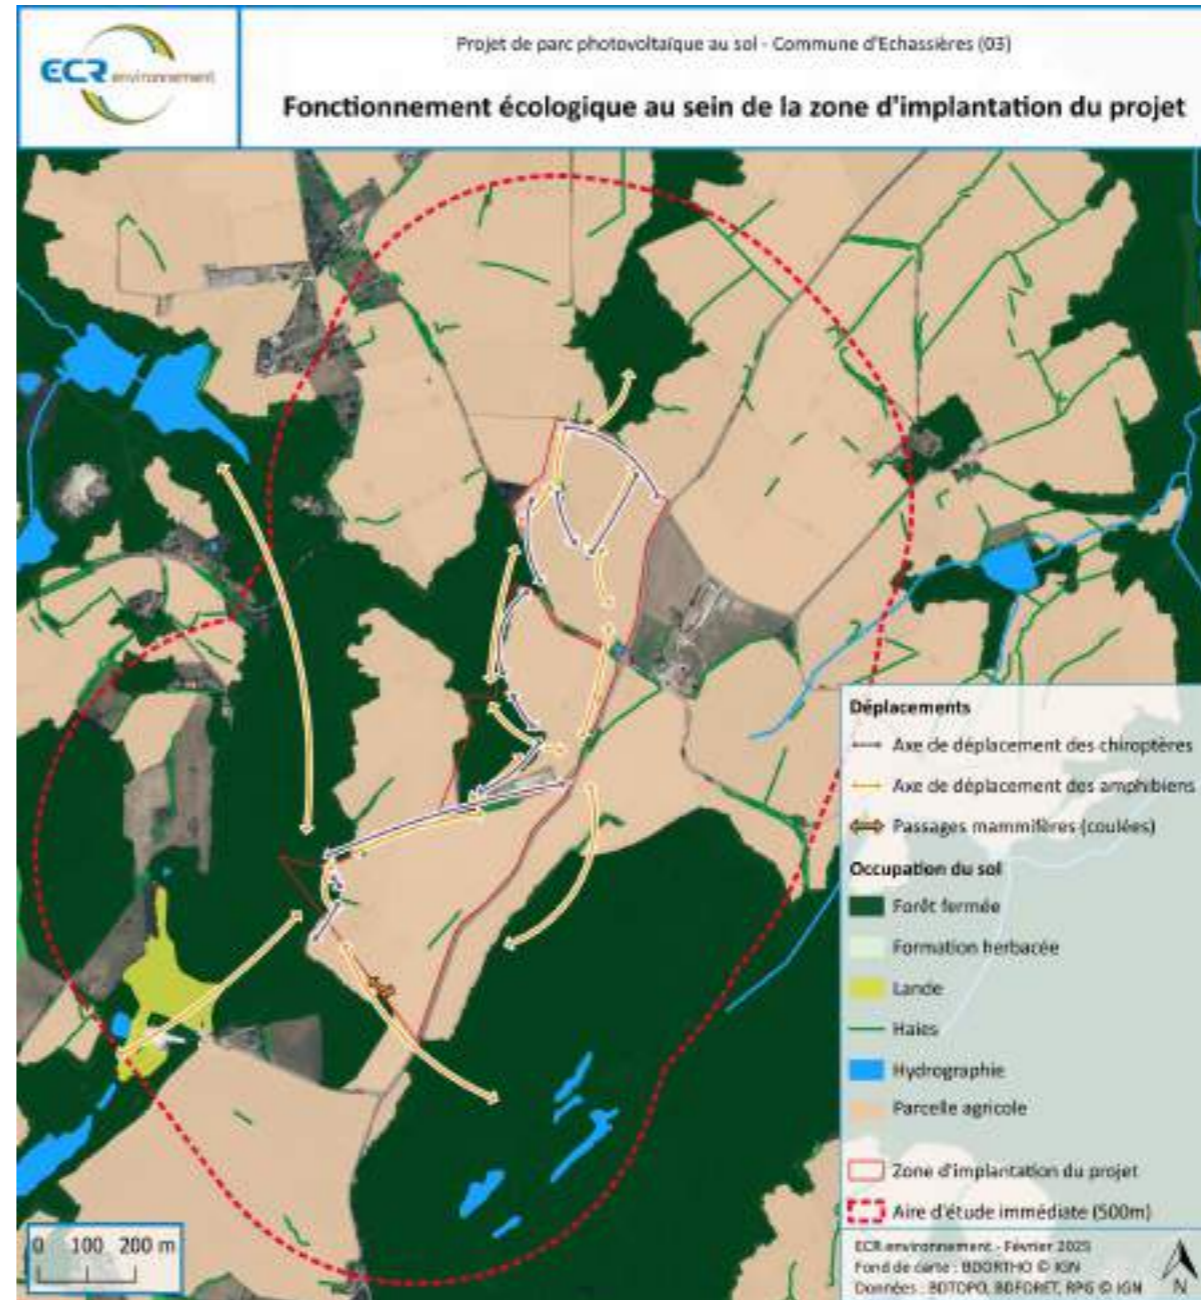 Projet de parc photovoltaïque au sol - Commune d'Echassières (03)
ECR environnement
Fonctionnement écologique au sein de la zone d'implantation du projet
Déplacements
Axe de déplacement des chiroptères
Axe de déplacement des amphibiens
Passages mammifères (coulées)
Occupation du sol
Forêt fermée
Formation herbacée
Lande
Haies
Hydrographie
Parcelle agricole
Zone d'implantation du projet
Aire d'étude immédiate (500m)
0 100 200 m
ECR environnement - Février 2025
Fond de carte : BDORTHO © IGN
Données : BDTOPO, BDFORET, RPG © IGN
N